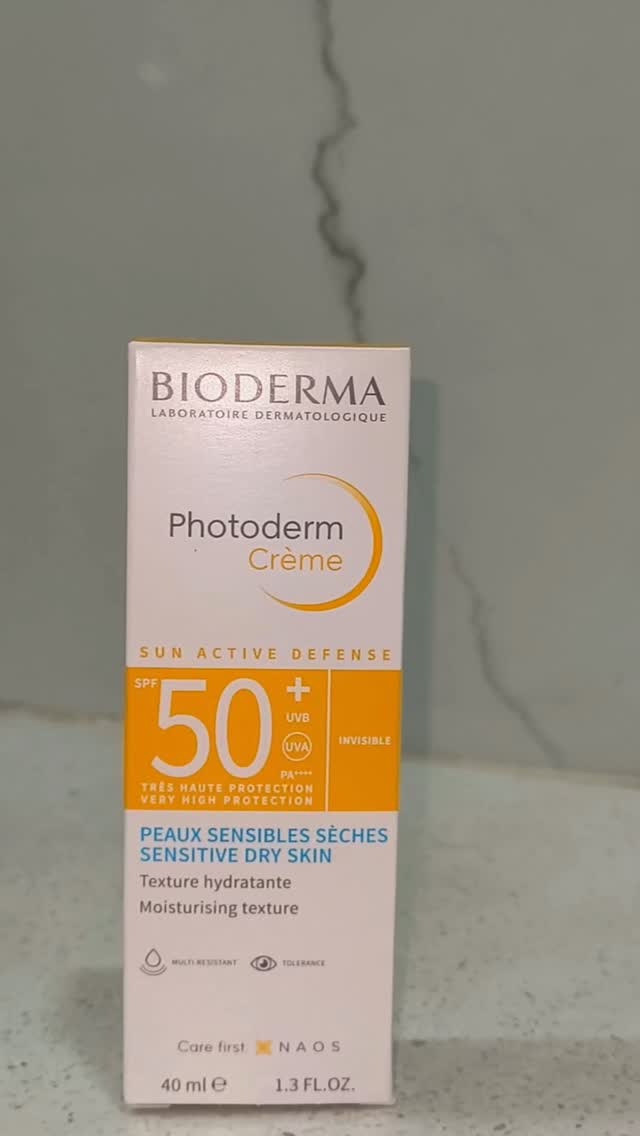 BIODERMA
LABORATOIRE DERMATOLOGIQUE
Photoderm
Crème
SUN ACTIVE DEFENSE
SPF 50+
UVB
UVA
PA++++
INVISIBLE
TRÈS HAUTE PROTECTION
VERY HIGH PROTECTION
PEAUX SENSIBLES SÈCHES
SENSITIVE DRY SKIN
Texture hydratante
Moisturising texture
MULTI RESISTANT TOLERANCE
Care first NAOS
40 ml ℮ 1.3 FL.OZ.